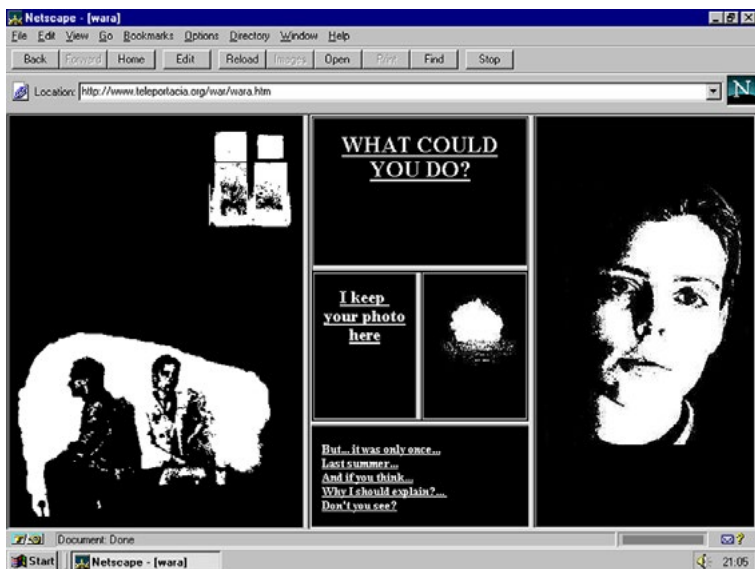 Netscape - [wara]
File Edit View Go Bookmarks Options Directory Window Help
Back Forward Home Edit Reload Images Open Print Find Stop
Location: http://www.teleportacia.org/war/wara.htm
N
WHAT COULD
YOU DO?
I keep
your photo
here
But... it was only once...
Last summer...
And if you think...
Why I should explain?...
Don't you see?
Document: Done
Start Netscape - [wara] 21:05